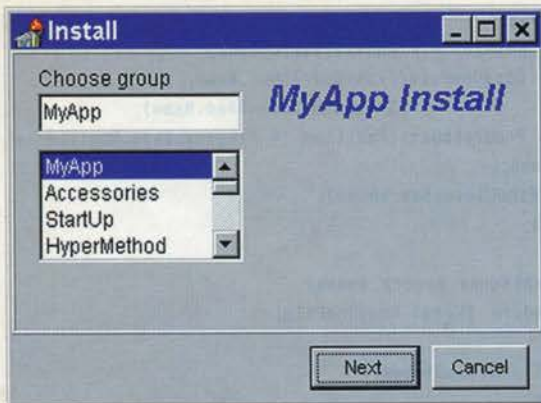 Install
Choose group
MyApp Install
MyApp
MyApp
Accessories
StartUp
HyperMethod
Next
Cancel